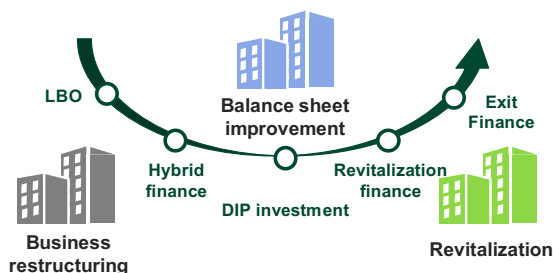 LBO
Balance sheet
improvement
Exit
Finance
Hybrid
finance
Revitalization
finance
DIP investment
Business
restructuring
Revitalization